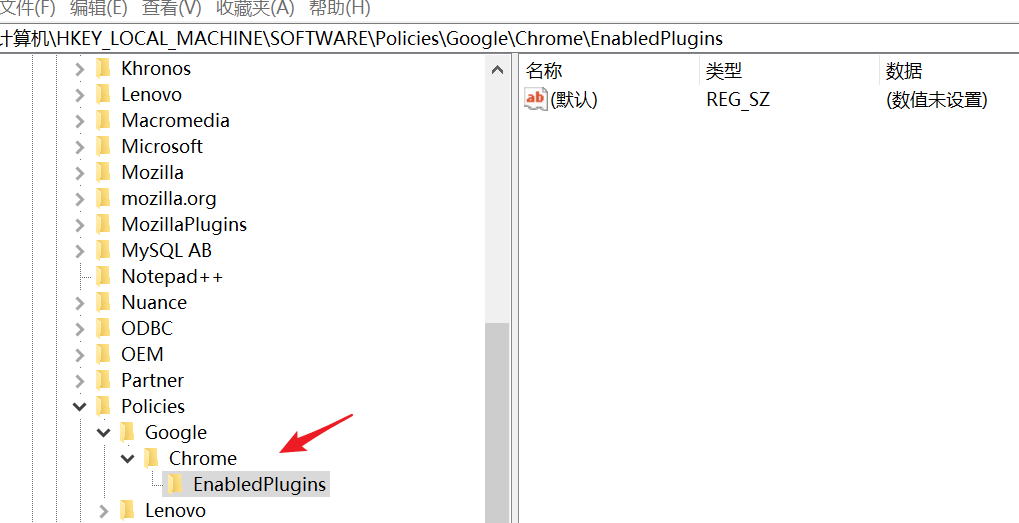 文件(F) 编辑(E) 查看(V) 收藏夹(A) 帮助(H)
计算机\HKEY_LOCAL_MACHINE\SOFTWARE\Policies\Google\Chrome\EnabledPlugins
Khronos
Lenovo
Macromedia
Microsoft
Mozilla
mozilla.org
MozillaPlugins
MySQL AB
Notepad++
Nuance
ODBC
OEM
Partner
Policies
Google
Chrome
EnabledPlugins
Lenovo
名称 类型 数据
ab (默认) REG_SZ (数值未设置)